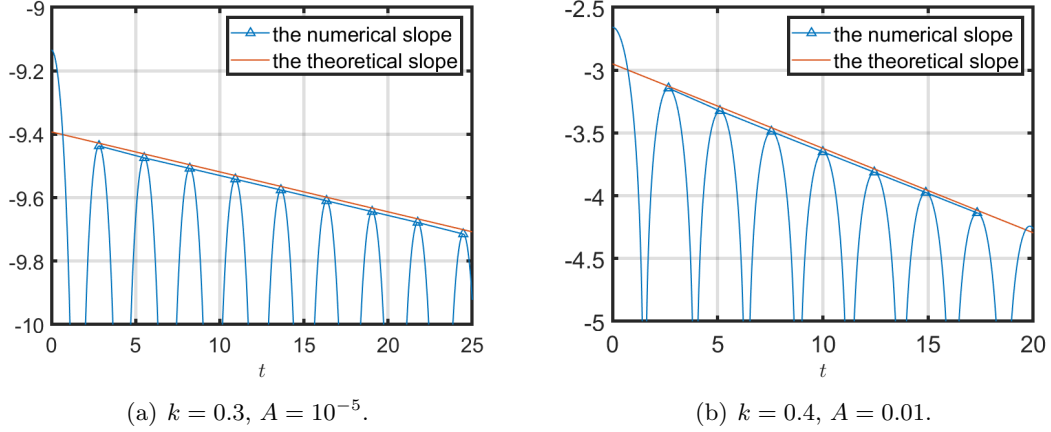 -9
-9.2
-9.4
-9.6
-9.8
-10
0 5 10 15 20 25
t
the numerical slope
the theoretical slope
(a) k = 0.3, A = 10⁻⁵.
-2.5
-3
-3.5
-4
-4.5
-5
0 5 10 15 20
t
the numerical slope
the theoretical slope
(b) k = 0.4, A = 0.01.